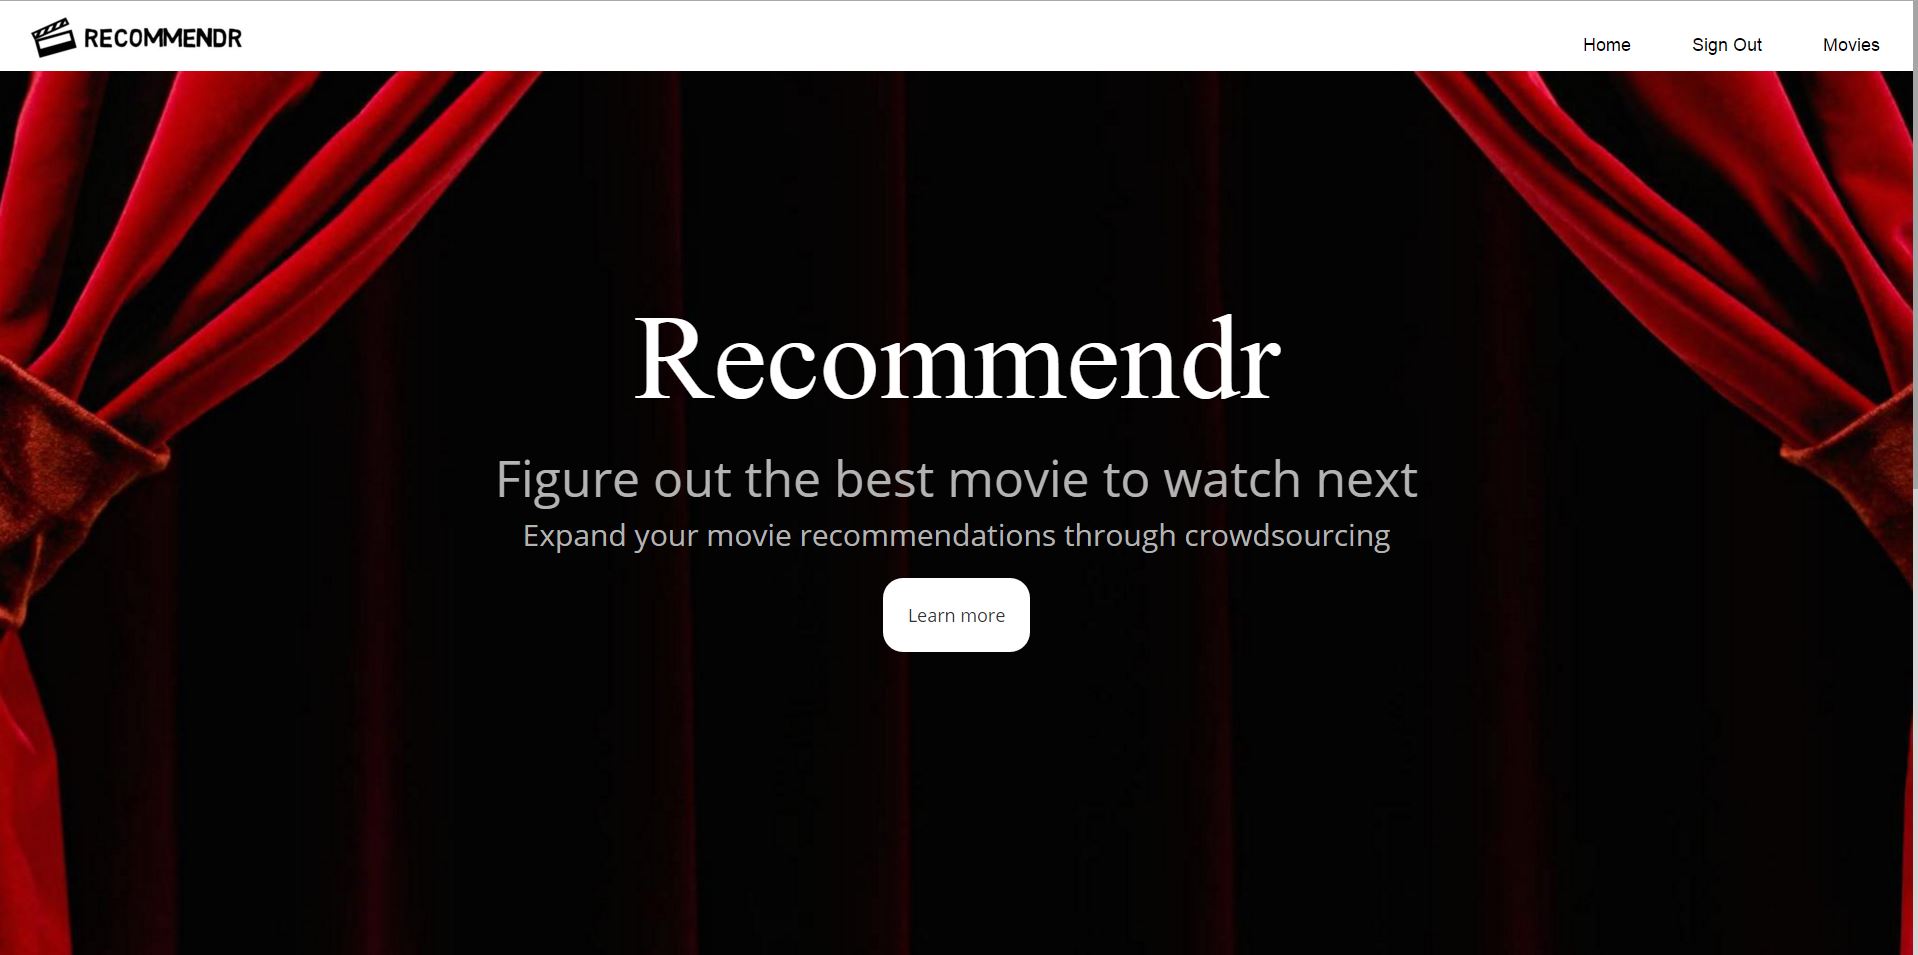 RECOMMENDR
Home Sign Out Movies
Recommendr
Figure out the best movie to watch next
Expand your movie recommendations through crowdsourcing
Learn more